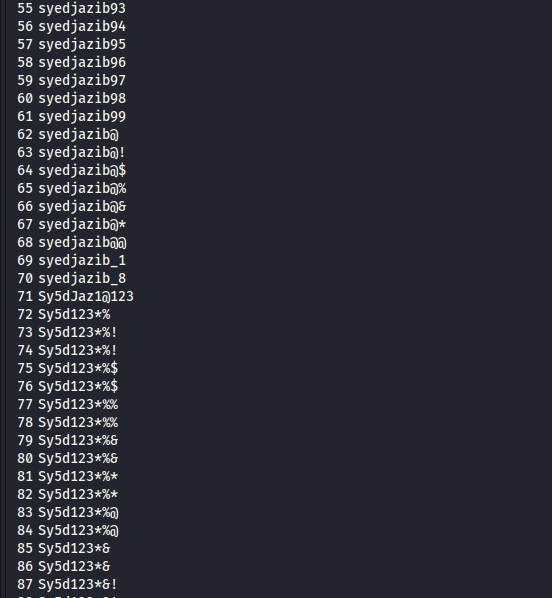 55 syedjazib93
56 syedjazib94
57 syedjazib95
58 syedjazib96
59 syedjazib97
60 syedjazib98
61 syedjazib99
62 syedjazib@
63 syedjazib@!
64 syedjazib@$
65 syedjazib@%
66 syedjazib@&
67 syedjazib@*
68 syedjazib@@
69 syedjazib_1
70 syedjazib_8
71 Sy5dJaz1@123
72 Sy5d123*%
73 Sy5d123*%!
74 Sy5d123*%!
75 Sy5d123*%$
76 Sy5d123*%$
77 Sy5d123*%%
78 Sy5d123*%%
79 Sy5d123*%&
80 Sy5d123*%&
81 Sy5d123*%*
82 Sy5d123*%*
83 Sy5d123*%@
84 Sy5d123*%@
85 Sy5d123*&
86 Sy5d123*&
87 Sy5d123*&!